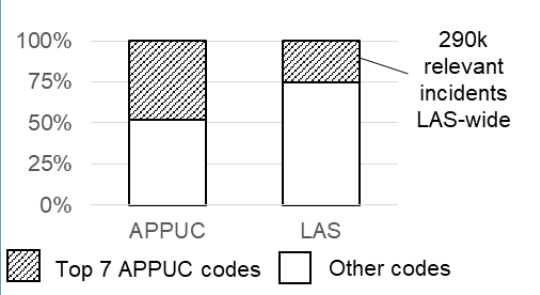 100%
75%
50%
25%
0%
290k
relevant
incidents
LAS-wide
APPUC
LAS
Top 7 APPUC codes
Other codes